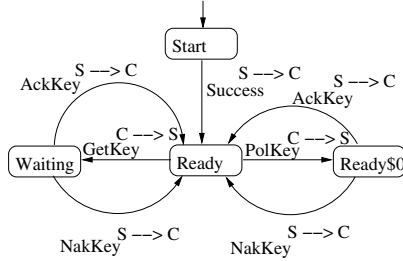 Start
S −−> C
S −−> C
S −−> C
AckKey
Success
AckKey
C −−> S
C −−> S
GetKey
PolKey
Waiting
Ready
Ready$0
S −−> C
S −−> C
NakKey
NakKey